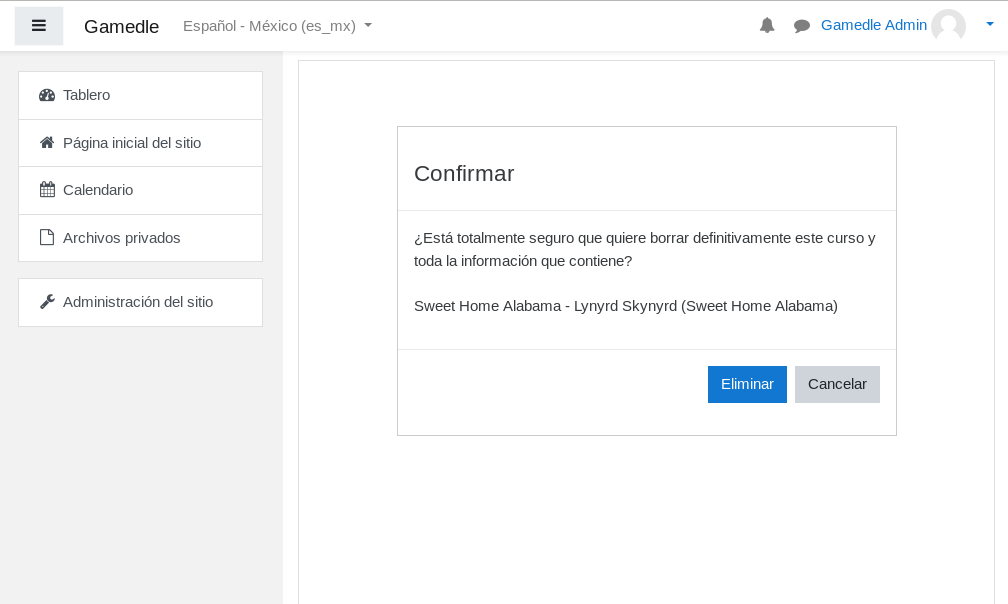 Gamedle
Español - México (es_mx)
Gamedle Admin
Tablero
Página inicial del sitio
Calendario
Archivos privados
Administración del sitio
Confirmar
¿Está totalmente seguro que quiere borrar definitivamente este curso y
toda la información que contiene?
Sweet Home Alabama - Lynyrd Skynyrd (Sweet Home Alabama)
Eliminar
Cancelar